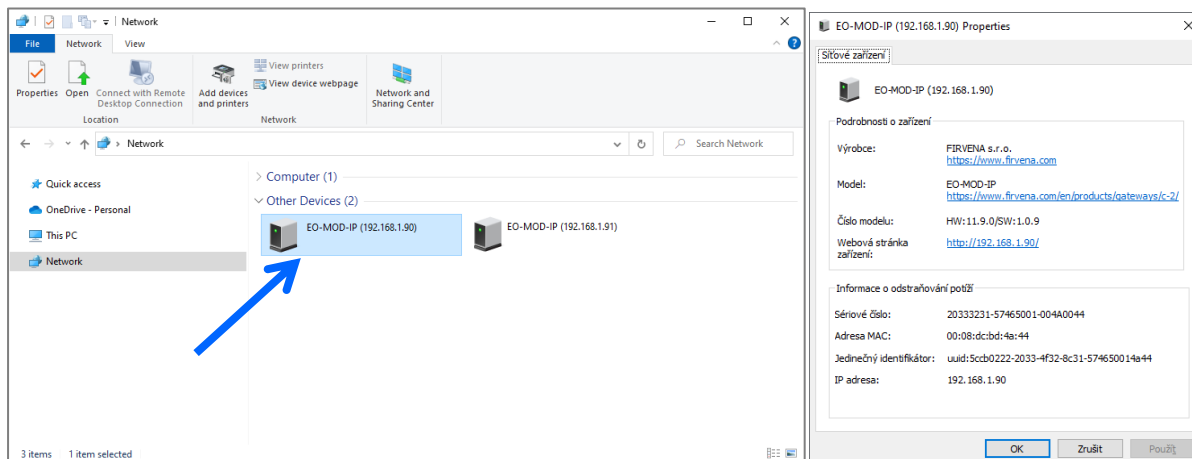 Network
File Network View
Properties Open Connect with Remote Desktop Connection
Add devices and printers
View printers
View device webpage
Network and Sharing Center
Location Network
Network
Search Network
Quick access
OneDrive - Personal
This PC
Network
Computer (1)
Other Devices (2)
EO-MOD-IP (192.168.1.90) EO-MOD-IP (192.168.1.91)
3 items 1 item selected
EO-MOD-IP (192.168.1.90) Properties
Síťové zařízení
EO-MOD-IP (192.168.1.90)
Podrobnosti o zařízení
Výrobce: FIRVENA s.r.o.
https://www.firvena.com
Model: EO-MOD-IP
https://www.firvena.com/en/products/gateways/c-2/
Číslo modelu: HW:11.9.0/SW:1.0.9
Webová stránka zařízení: http://192.168.1.90/
Informace o odstraňování potíží
Sériové číslo: 20333231-57465001-004A0044
Adresa MAC: 00:08:dc:bd:4a:44
Jedinečný identifikátor: uuid:5ccb0222-2033-4f32-8c31-574650014a44
IP adresa: 192.168.1.90
OK Zrušit Použít